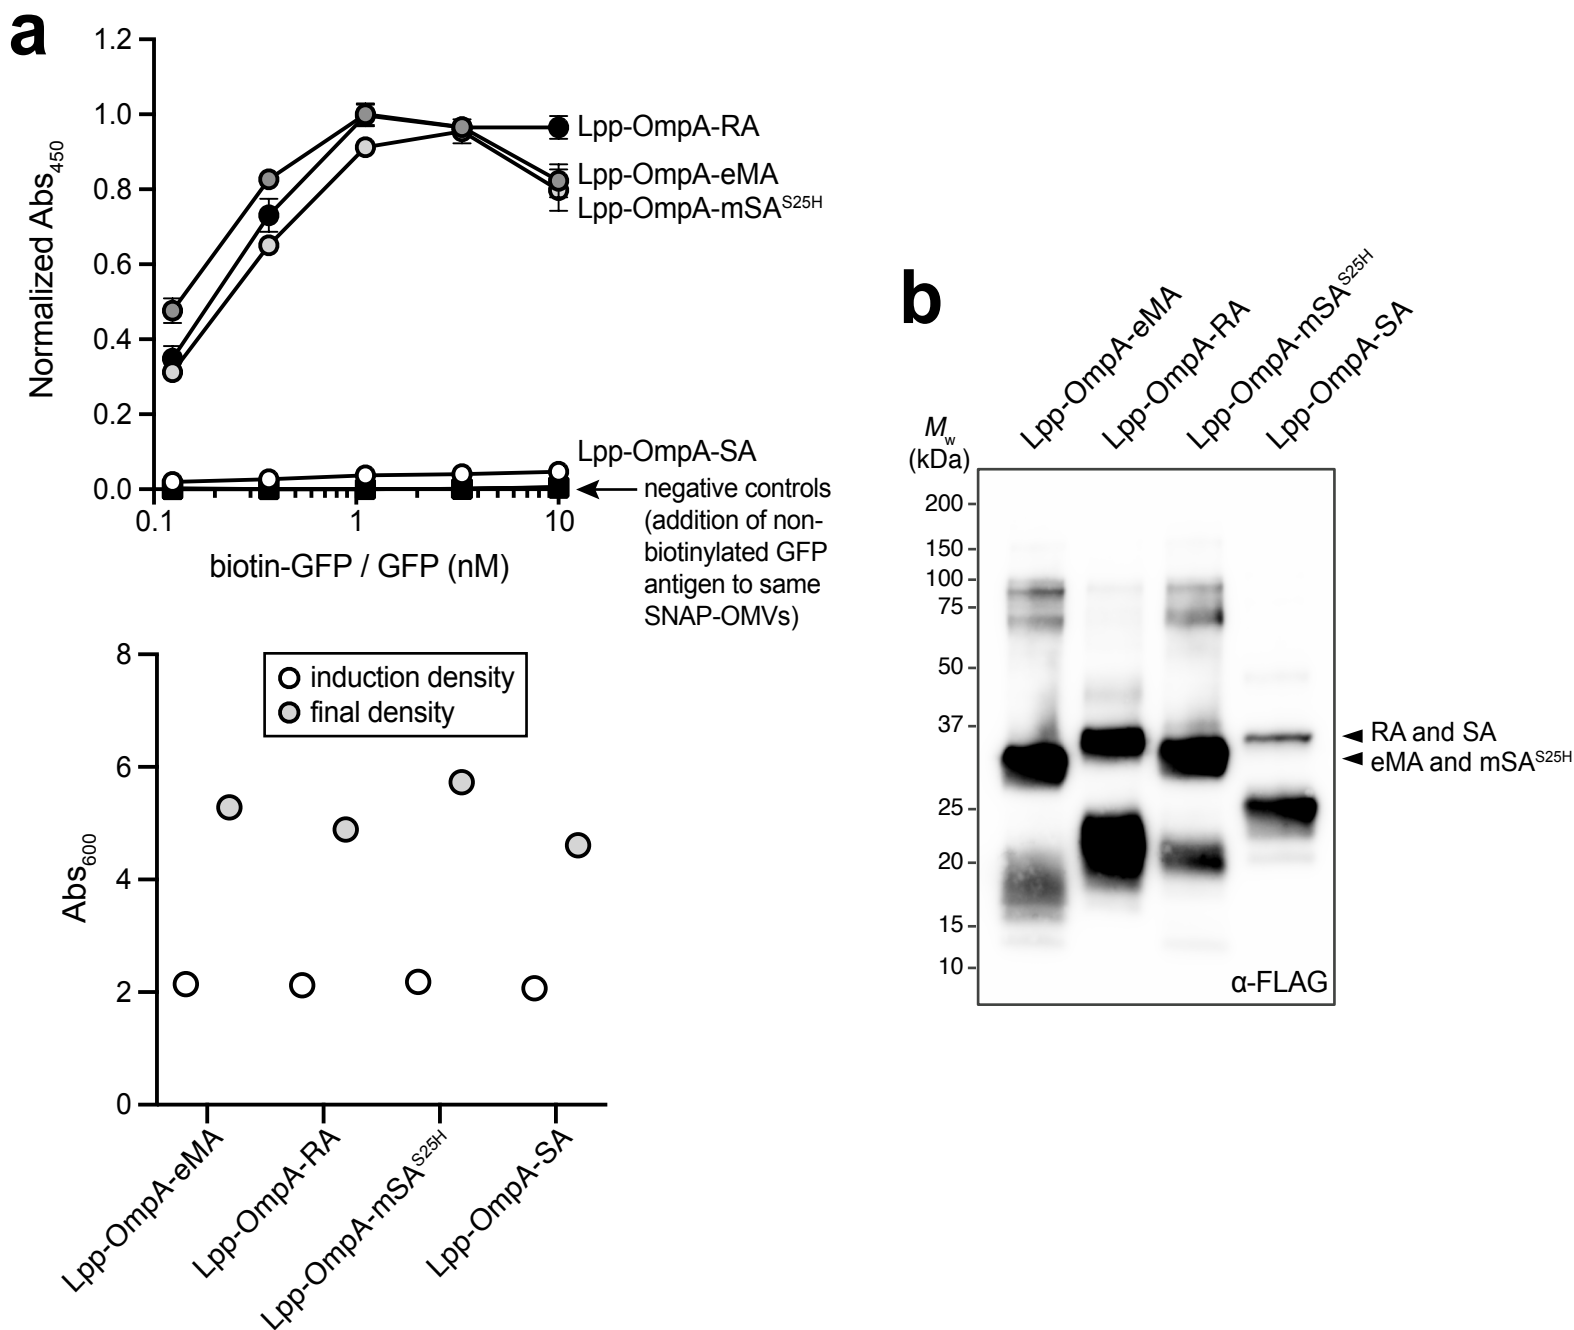 a
1.2
1.0
0.8
0.6
0.4
0.2
0.0
Normalized Abs450
0.1
1
10
biotin-GFP / GFP (nM)
Lpp-OmpA-RA
Lpp-OmpA-eMA
Lpp-OmpA-mSAS25H
Lpp-OmpA-SA
negative controls
(addition of non-
biotinylated GFP
antigen to same
SNAP-OMVs)
8
6
4
2
0
Abs600
induction density
final density
Lpp-OmpA-eMA
Lpp-OmpA-RA
Lpp-OmpA-mSAS25H
Lpp-OmpA-SA
b
Lpp-OmpA-eMA
Lpp-OmpA-RA
Lpp-OmpA-mSAS25H
Lpp-OmpA-SA
Mw
(kDa)
200
150
100
75
50
37
25
20
15
10
RA and SA
eMA and mSAS25H
α-FLAG